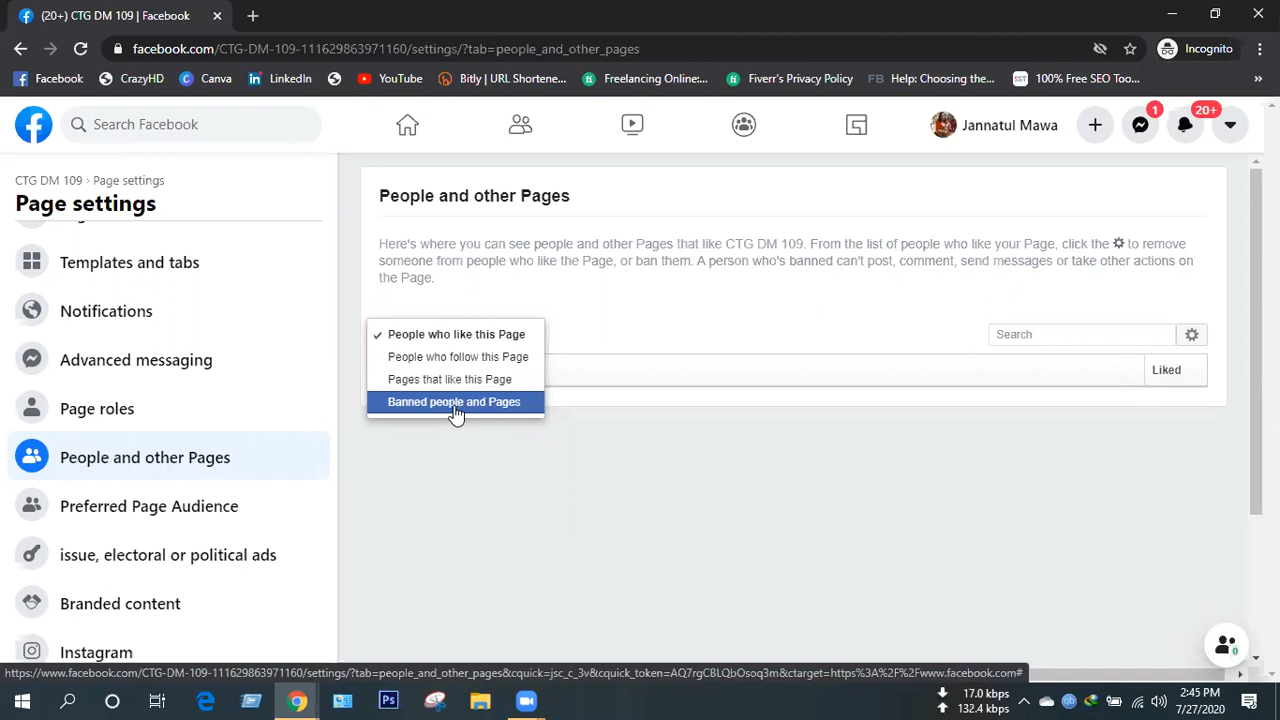 (20+) CTG DM 109 | Facebook
facebook.com/CTG-DM-109-111629863971160/settings/?tab=people_and_other_pages
Incognito
Facebook
CrazyHD
Canva
LinkedIn
YouTube
Bitly | URL Shortene...
Freelancing Online:...
Fiverr's Privacy Policy
FB Help: Choosing the...
SST 100% Free SEO Too...
»
Search Facebook
Jannatul Mawa
1
20+
CTG DM 109 › Page settings
Page settings
Templates and tabs
Notifications
Advanced messaging
Page roles
People and other Pages
Preferred Page Audience
issue, electoral or political ads
Branded content
Instagram
People and other Pages
Here's where you can see people and other Pages that like CTG DM 109. From the list of people who like your Page, click the to remove
someone from people who like the Page, or ban them. A person who's banned can't post, comment, send messages or take other actions on
the Page.
✓ People who like this Page
People who follow this Page
Pages that like this Page
Banned people and Pages
Search
Liked
0
https://www.facebook.com/CTG-DM-109-111629863971160/settings/?tab=people_and_other_pages&cquick=jsc_c_3v&cquick_token=AQ7rgCBLQbOsoq3m&ctarget=https%3A%2F%2Fwww.facebook.com#
Ps
17.0 kbps
132.4 kbps
2:45 PM
7/27/2020